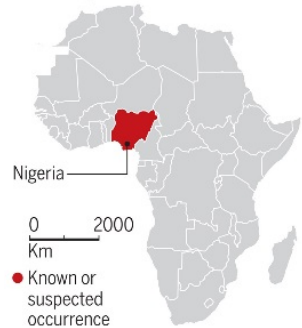 Nigeria
0 2000
Km
Known or
suspected
occurrence